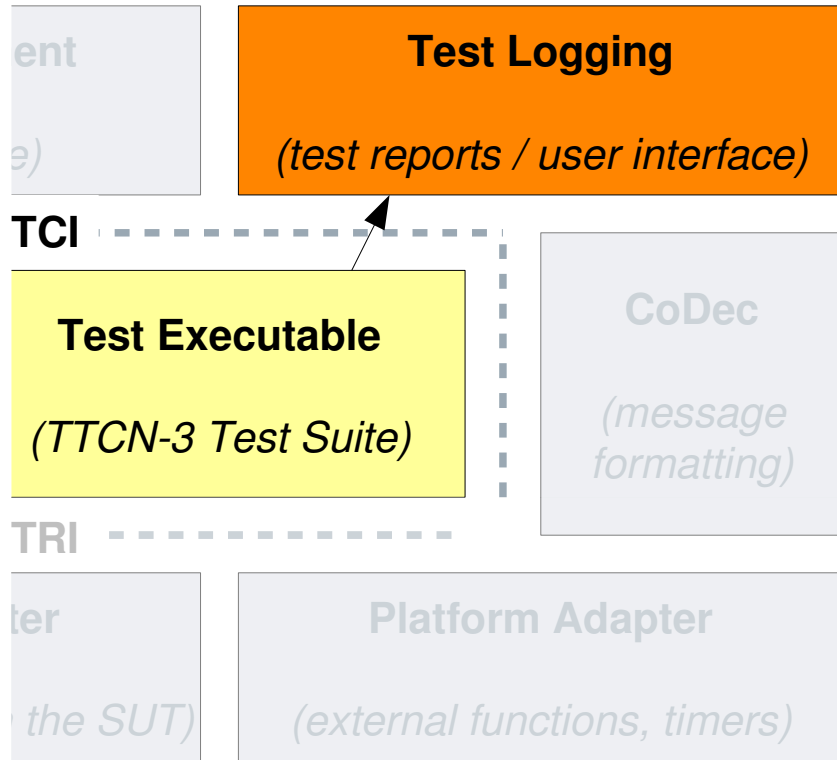 ent
Test Logging
e)
(test reports / user interface)
TCI
Test Executable
(TTCN-3 Test Suite)
CoDec
(message
formatting)
TRI
ter
Platform Adapter
the SUT)
(external functions, timers)